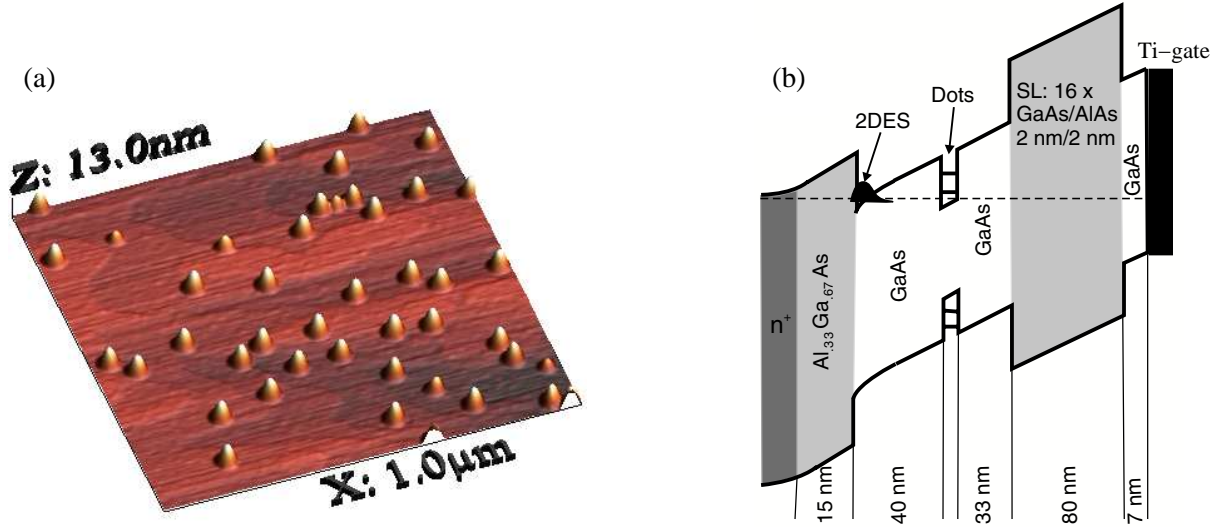 (a)
Z: 13.0nm
X: 1.0µm
(b)
Ti-gate
Dots
SL: 16 x
GaAs/AlAs
2 nm/2 nm
2DES
GaAs
GaAs
GaAs
Al.33Ga.67As
n+
15 nm
40 nm
33 nm
80 nm
7 nm